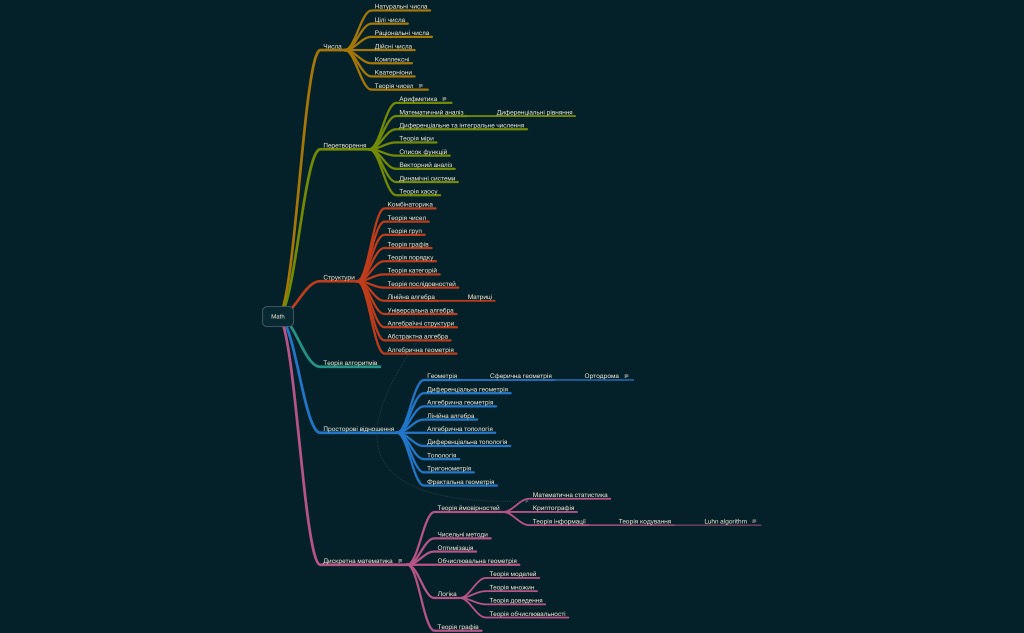 Math
Числа
Натуральні числа
Цілі числа
Раціональні числа
Дійсні числа
Комплексні
Кватерніони
Теорія чисел
Перетворення
Арифметика
Математичний аналіз
Диференціальні рівняння
Диференціальне та інтегральне числення
Теорія міри
Список функцій
Векторний аналіз
Динамічні системи
Теорія хаосу
Структури
Комбінаторика
Теорія чисел
Теорія груп
Теорія графів
Теорія порядку
Теорія категорій
Теорія послідовностей
Лінійна алгебра
Матриці
Універсальна алгебра
Алгебраїчні структури
Абстрактна алгебра
Алгебрична геометрія
Теорія алгоритмів
Просторові відношення
Геометрія
Сферична геометрія
Ортодрома
Диференціальна геометрія
Алгебрична геометрія
Лінійна алгебра
Алгебрична топологія
Диференціальна топологія
Топологія
Тригонометрія
Фрактальна геометрія
Дискретна математика
Теорія ймовірностей
Математична статистика
Криптографія
Теорія інформації
Теорія кодування
Luhn algorithm
Чисельні методи
Оптимізація
Обчислювальна геометрія
Логіка
Теорія моделей
Теорія множин
Теорія доведення
Теорія обчислювальності
Теорія графів